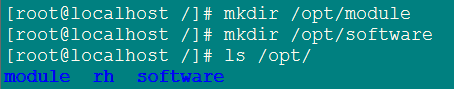 [root@localhost /]# mkdir /opt/module
[root@localhost /]# mkdir /opt/software
[root@localhost /]# ls /opt/
module  rh  software